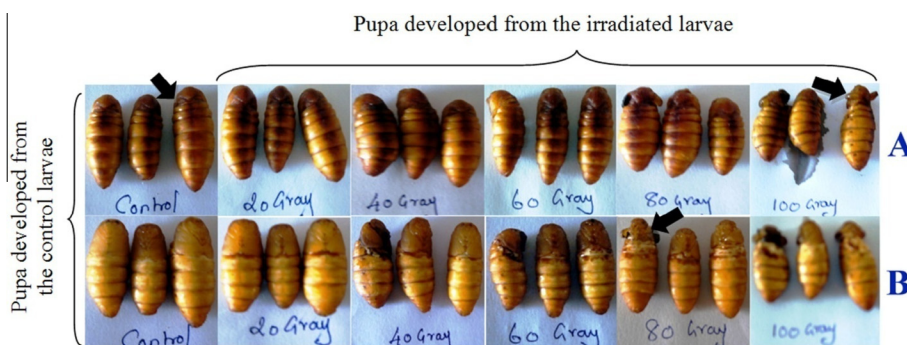 Pupa developed from the irradiated larvae
Pupa developed from
the control larvae
A
Control
20 Gray
40 Gray
60 Gray
80 Gray
100 Gray
B
Control
20 Gray
40 Gray
60 Gray
80 Gray
100 Gray